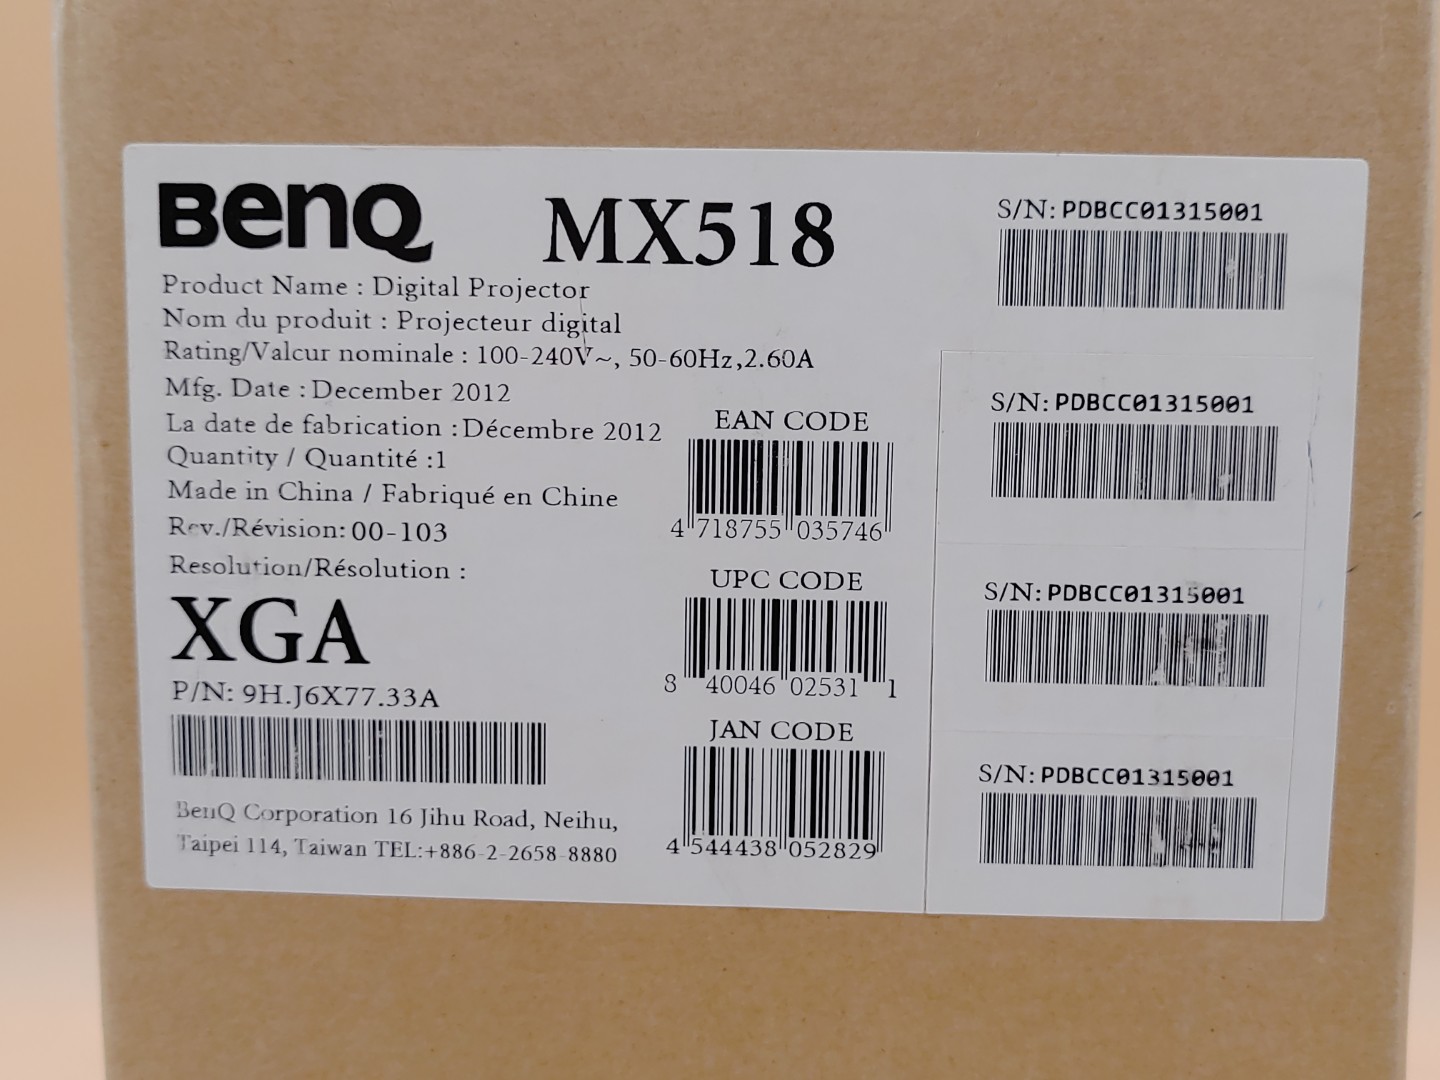 BenQ MX518
Product Name : Digital Projector
Nom du produit : Projecteur digital
Rating/Valcur nominale : 100-240V~, 50-60Hz,2.60A
Mfg. Date : December 2012
La date de fabrication : Décembre 2012
Quantity / Quantité :1
Made in China / Fabriqué en Chine
Rev./Révision: 00-103
Resolution/Résolution :
XGA
P/N: 9H.J6X77.33A
BenQ Corporation 16 Jihu Road, Neihu,
Taipei 114, Taiwan TEL:+886-2-2658-8880
EAN CODE
4 718755 035746
UPC CODE
8 40046 02531 1
JAN CODE
4 544438 052829
S/N: PDBCC01315001
S/N: PDBCC01315001
S/N: PDBCC01315001
S/N: PDBCC01315001